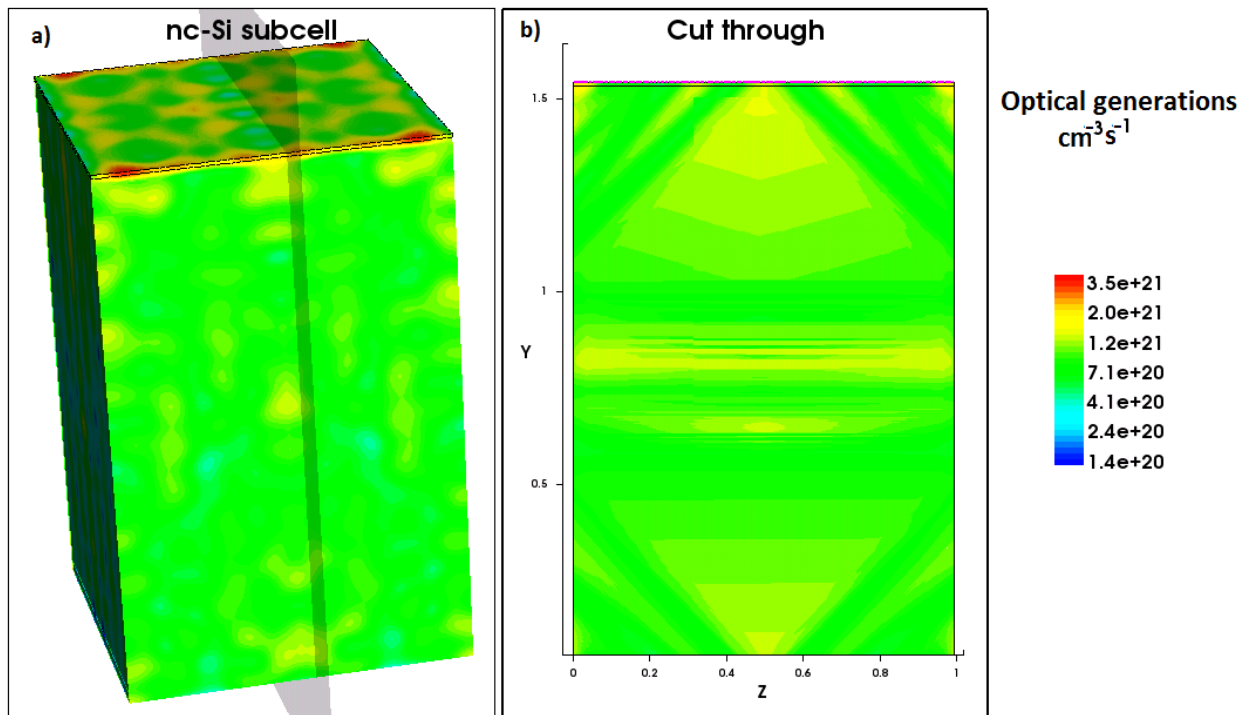 a)
nc-Si subcell
b)
Cut through
1.5
1
Y
0.5
0
0.2
0.4
0.6
0.8
1
Z
Optical generations
cm⁻³s⁻¹
3.5e+21
2.0e+21
1.2e+21
7.1e+20
4.1e+20
2.4e+20
1.4e+20